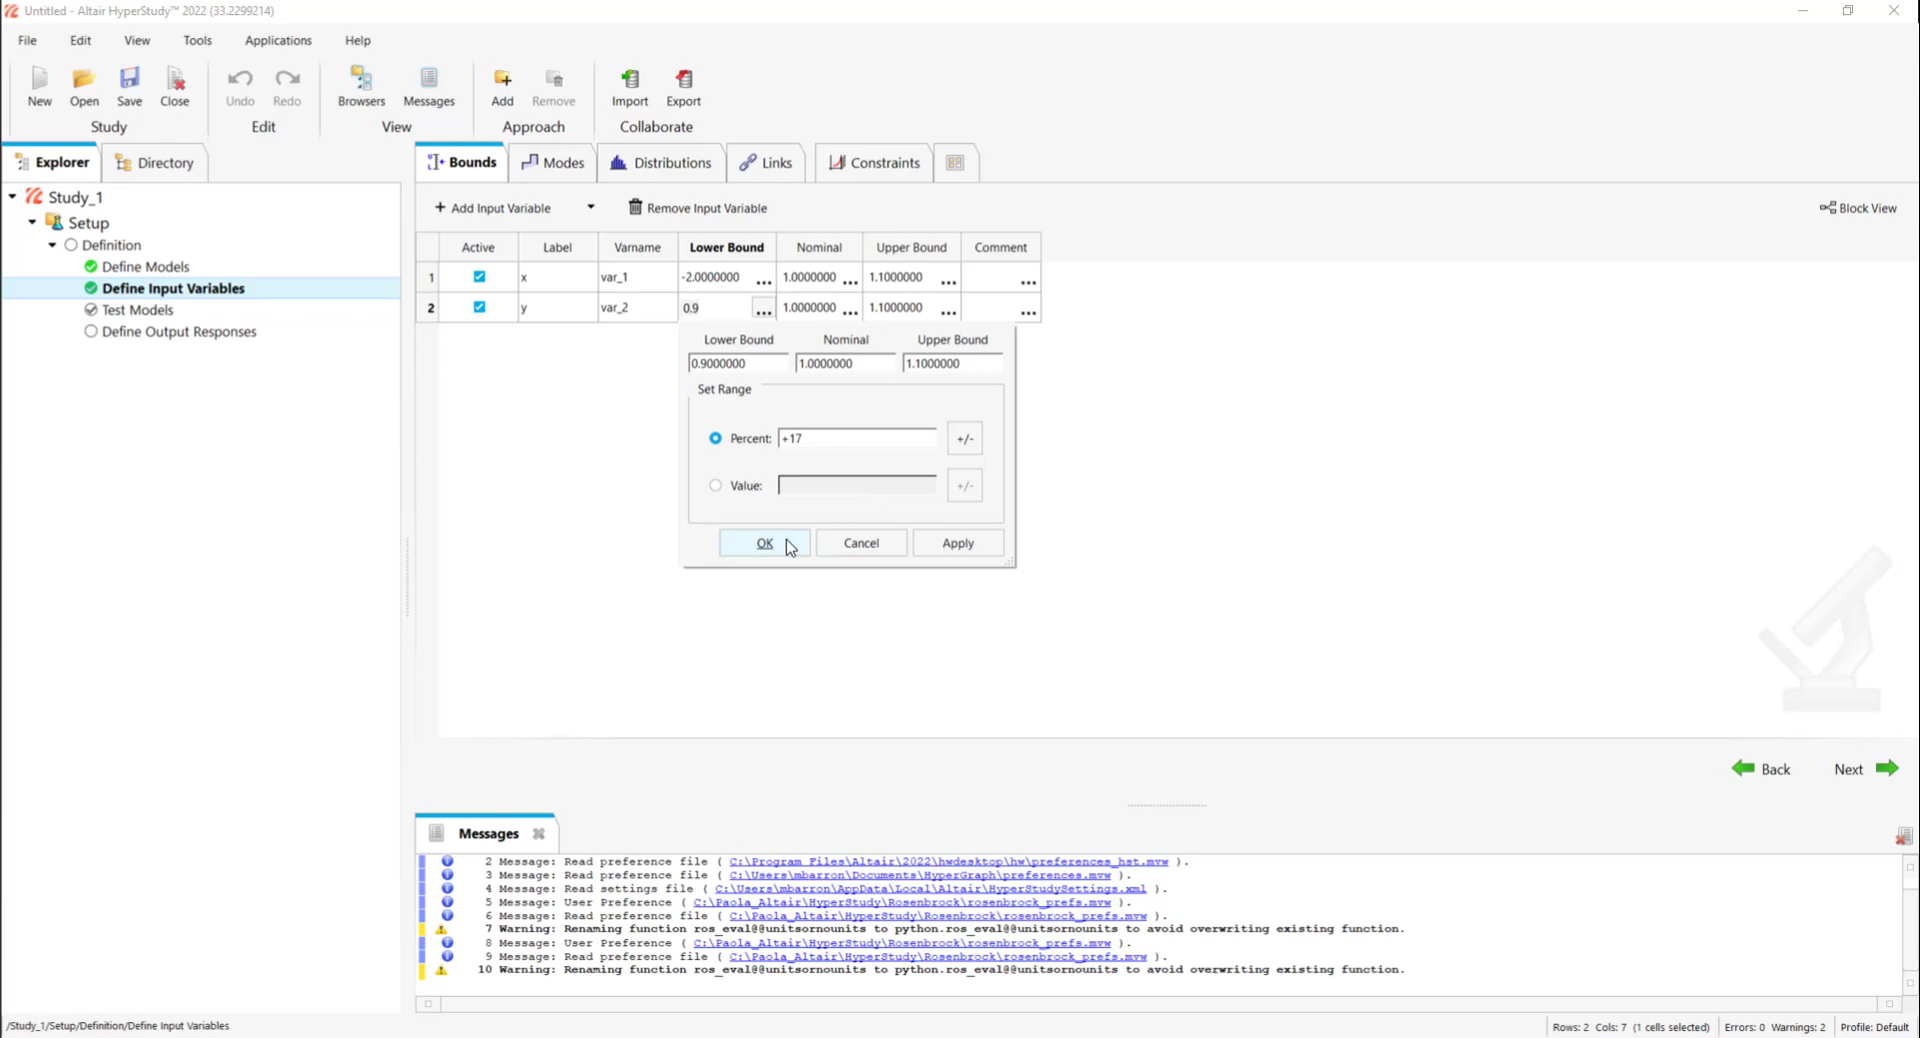 Untitled - Altair HyperStudy™ 2022 (33.2299214)
File Edit View Tools Applications Help
New Open Save Close Undo Redo Browsers Messages Add Remove Import Export
Study Edit View Approach Collaborate
Explorer Directory Bounds Modes Distributions Links Constraints
Study_1
Setup
Definition
Define Models
Define Input Variables
Test Models
Define Output Responses
+ Add Input Variable Remove Input Variable Block View
Active Label Varname Lower Bound Nominal Upper Bound Comment
1 x var_1 -2.0000000 ... 1.0000000 ... 1.1000000 ... ...
2 y var_2 0.9 ... 1.0000000 ... 1.1000000 ... ...
Lower Bound Nominal Upper Bound
0.9000000 1.0000000 1.1000000
Set Range
Percent: +17 +/-
Value: +/-
OK Cancel Apply
Back Next
Messages
2 Message: Read preference file ( C:\Program Files\Altair\2022\hwdesktop\hw\preferences_hst.mvw ).
3 Message: Read preference file ( C:\Users\mbarron\Documents\HyperGraph\preferences.mvw ).
4 Message: Read settings file ( C:\Users\mbarron\AppData\Local\Altair\HyperStudySettings.xml ).
5 Message: User Preference ( C:\Paola_Altair\HyperStudy\Rosenbrock\rosenbrock_prefs.mvw ).
6 Message: Read preference file ( C:\Paola_Altair\HyperStudy\Rosenbrock\rosenbrock_prefs.mvw ).
7 Warning: Renaming function ros_eval@@unitsornounits to python.ros_eval@@unitsornounits to avoid overwriting existing function.
8 Message: User Preference ( C:\Paola_Altair\HyperStudy\Rosenbrock\rosenbrock_prefs.mvw ).
9 Message: Read preference file ( C:\Paola_Altair\HyperStudy\Rosenbrock\rosenbrock_prefs.mvw ).
10 Warning: Renaming function ros_eval@@unitsornounits to python.ros_eval@@unitsornounits to avoid overwriting existing function.
/Study_1/Setup/Definition/Define Input Variables Rows: 2 Cols: 7 (1 cells selected) Errors: 0 Warnings: 2 Profile: Default